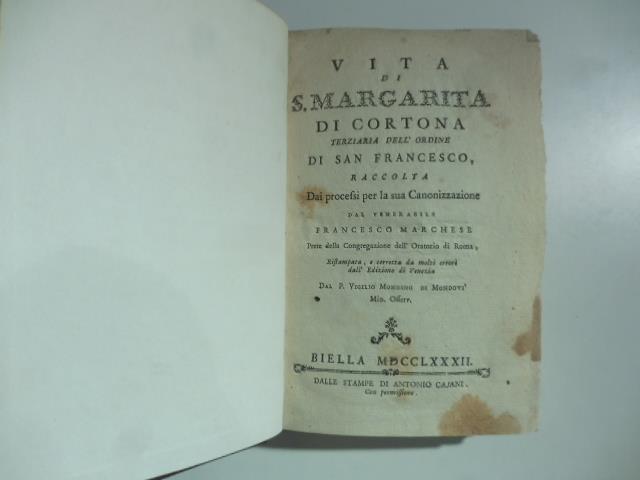 VITA
DI
S. MARGARITA
DI CORTONA
TERZIARIA DELL' ORDINE
DI SAN FRANCESCO,
RACCOLTA
Dai processi per la sua Canonizzazione
DAL VENERABILE
FRANCESCO MARCHESE
Prete della Congregazione dell' Oratorio di Roma,
Ristampata, e corretta da molti errori
dall' Edizione di Venezia
DAL P. VIGILIO MONDINO DI MONDOVI'
Min. Osserv.
BIELLA MDCCLXXXII.
DALLE STAMPE DI ANTONIO CAJANI.
Con permissione.